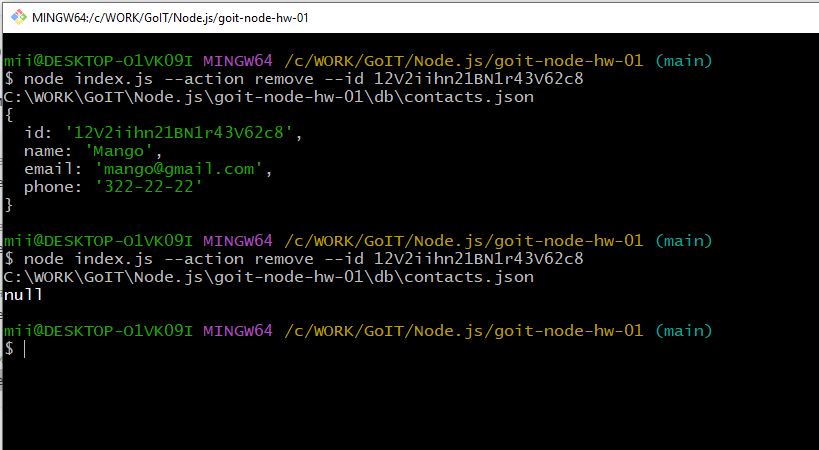 MINGW64:/c/WORK/GoIT/Node.js/goit-node-hw-01
mii@DESKTOP-O1VK09I MINGW64 /c/WORK/GoIT/Node.js/goit-node-hw-01 (main)
$ node index.js --action remove --id 12V2iihn21BN1r43V62c8
C:\WORK\GoIT\Node.js\goit-node-hw-01\db\contacts.json
{
  id: '12V2iihn21BN1r43V62c8',
  name: 'Mango',
  email: 'mango@gmail.com',
  phone: '322-22-22'
}
mii@DESKTOP-O1VK09I MINGW64 /c/WORK/GoIT/Node.js/goit-node-hw-01 (main)
$ node index.js --action remove --id 12V2iihn21BN1r43V62c8
C:\WORK\GoIT\Node.js\goit-node-hw-01\db\contacts.json
null
mii@DESKTOP-O1VK09I MINGW64 /c/WORK/GoIT/Node.js/goit-node-hw-01 (main)
$